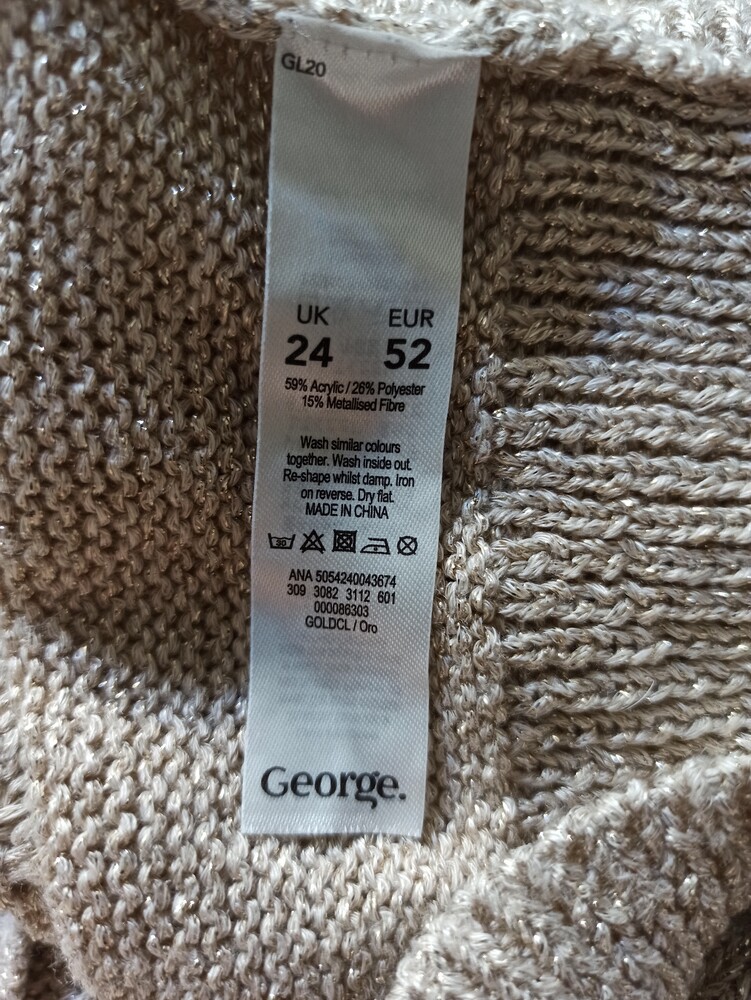 GL20
UK EUR
24 52
59% Acrylic / 26% Polyester
15% Metallised Fibre
Wash similar colours
together. Wash inside out.
Re-shape whilst damp. Iron
on reverse. Dry flat.
MADE IN CHINA
30
ANA 5054240043674
309 3082 3112 601
000086303
GOLDCL / Oro
George.